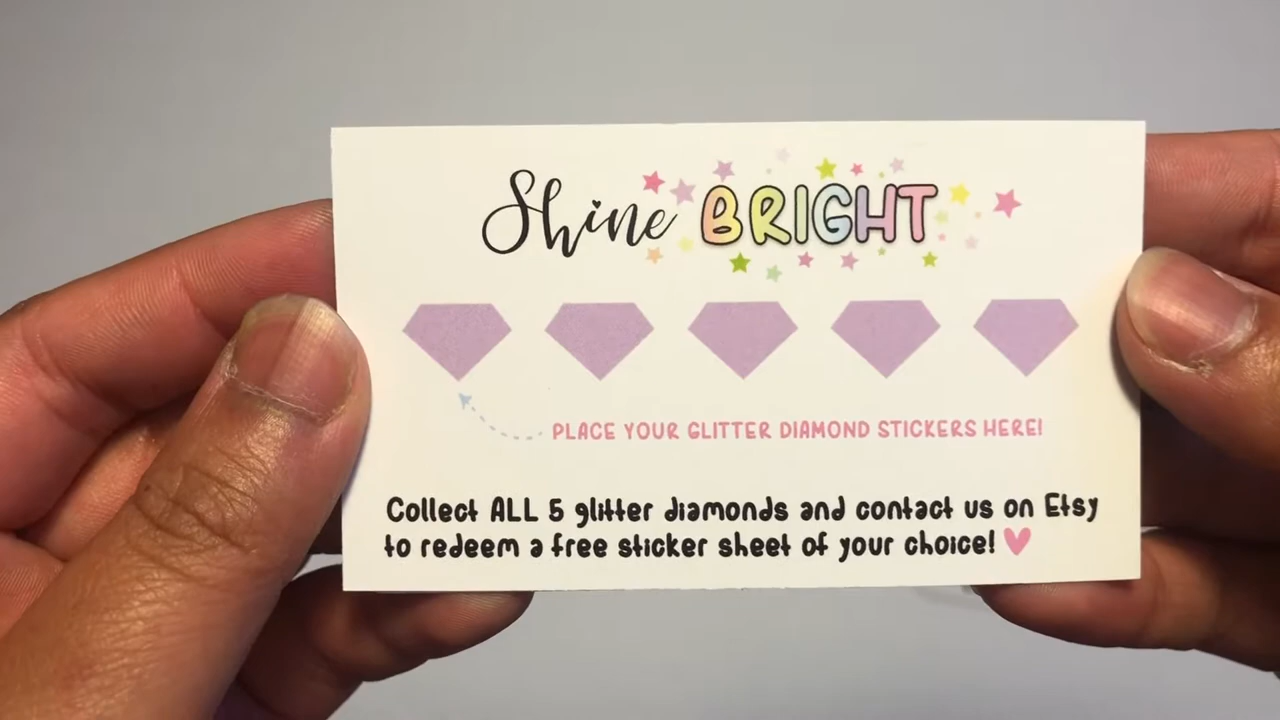 Shine BRIGHT
PLACE YOUR GLITTER DIAMOND STICKERS HERE!
Collect ALL 5 glitter diamonds and contact us on Etsy
to redeem a free sticker sheet of your choice!